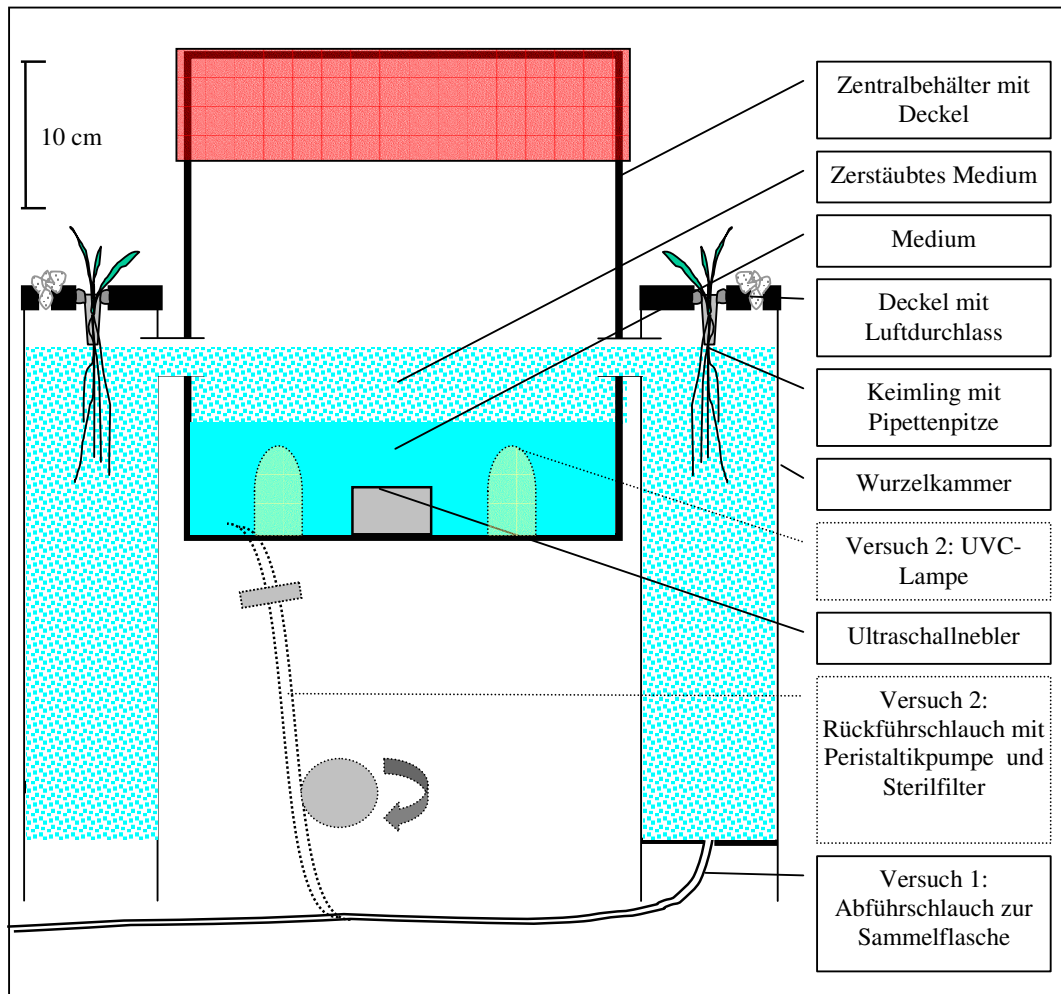 10 cm
Zentralbehälter mit
Deckel
Zerstäubtes Medium
Medium
Deckel mit
Luftdurchlass
Keimling mit
Pipettenpitze
Wurzelkammer
Versuch 2: UVC-
Lampe
Ultraschallnebler
Versuch 2:
Rückführschlauch mit
Peristaltikpumpe und
Sterilfilter
Versuch 1:
Abführschlauch zur
Sammelflasche